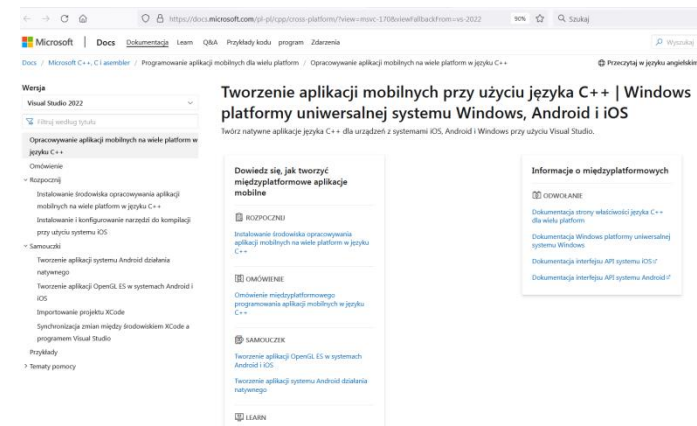 https://docs.microsoft.com/pl-pl/cpp/cross-platform/?view=msvc-170&viewFallbackFrom=vs-2022
90%
Szukaj
Microsoft
Docs
Dokumentacja
Learn
Q&A
Przykłady kodu
program
Zdarzenia
Wyszukaj
Docs / Microsoft C++, C i asembler / Programowanie aplikacji mobilnych dla wielu platform / Opracowywanie aplikacji mobilnych na wiele platform w języku C++
Przeczytaj w języku angielskim
Wersja
Visual Studio 2022
Filtruj według tytułu
Opracowywanie aplikacji mobilnych na wiele platform w
języku C++
Omówienie
Rozpocznij
Instalowanie środowiska opracowywania aplikacji
mobilnych na wiele platform w języku C++
Instalowanie i konfigurowanie narzędzi do kompilacji
przy użyciu systemu iOS
Samouczki
Tworzenie aplikacji systemu Android działania
natywnego
Tworzenie aplikacji OpenGL ES w systemach Android i
iOS
Importowanie projektu XCode
Synchronizacja zmian między środowiskiem XCode a
programem Visual Studio
Przykłady
Tematy pomocy
Tworzenie aplikacji mobilnych przy użyciu języka C++ | Windows
platformy uniwersalnej systemu Windows, Android i iOS
Twórz natywne aplikacje języka C++ dla urządzeń z systemami iOS, Android i Windows przy użyciu Visual Studio.
Dowiedz się, jak tworzyć
międzyplatformowe aplikacje
mobilne
ROZPOCZNIJ
Instalowanie środowiska opracowywania
aplikacji mobilnych na wiele platform w języku
C++
OMÓWIENIE
Omówienie międzyplatformowego
programowania aplikacji mobilnych w języku
C++
SAMOUCZEK
Tworzenie aplikacji OpenGL ES w systemach
Android i iOS
Tworzenie aplikacji systemu Android działania
natywnego
LEARN
Informacje o międzyplatformowych
ODWOŁANIE
Dokumentacja strony właściwości języka C++
dla wielu platform
Dokumentacja Windows platformy uniwersalnej
systemu Windows
Dokumentacja interfejsu API systemu iOS
Dokumentacja interfejsu API systemu Android